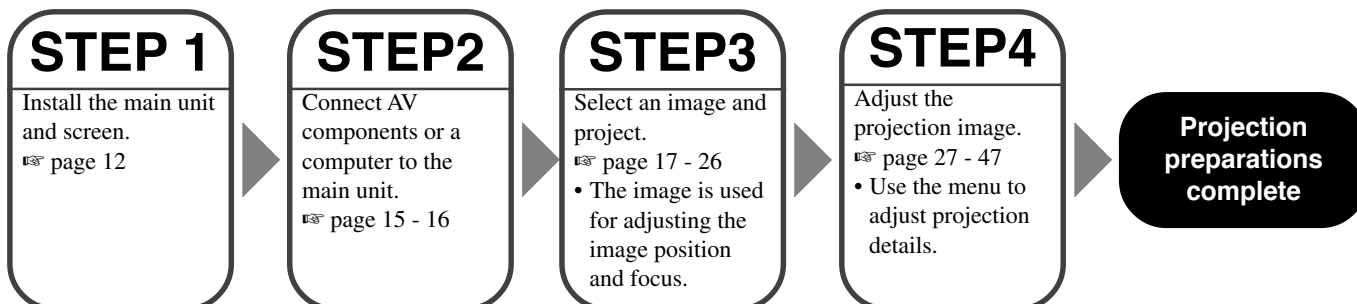 STEP 1
Install the main unit
and screen.
☞ page 12
STEP2
Connect AV
components or a
computer to the
main unit.
☞ page 15 - 16
STEP3
Select an image and
project.
☞ page 17 - 26
• The image is used
for adjusting the
image position
and focus.
STEP4
Adjust the
projection image.
☞ page 27 - 47
• Use the menu to
adjust projection
details.
Projection
preparations
complete